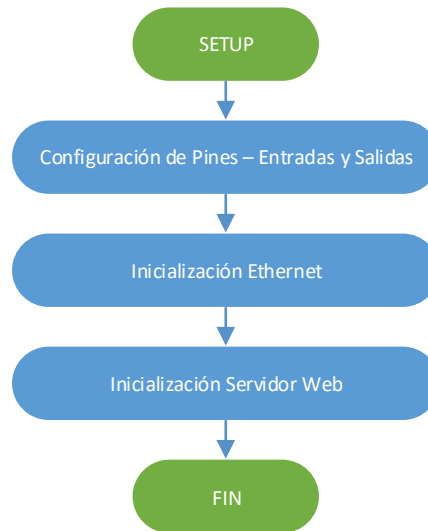 SETUP
Configuración de Pines – Entradas y Salidas
Inicialización Ethernet
Inicialización Servidor Web
FIN